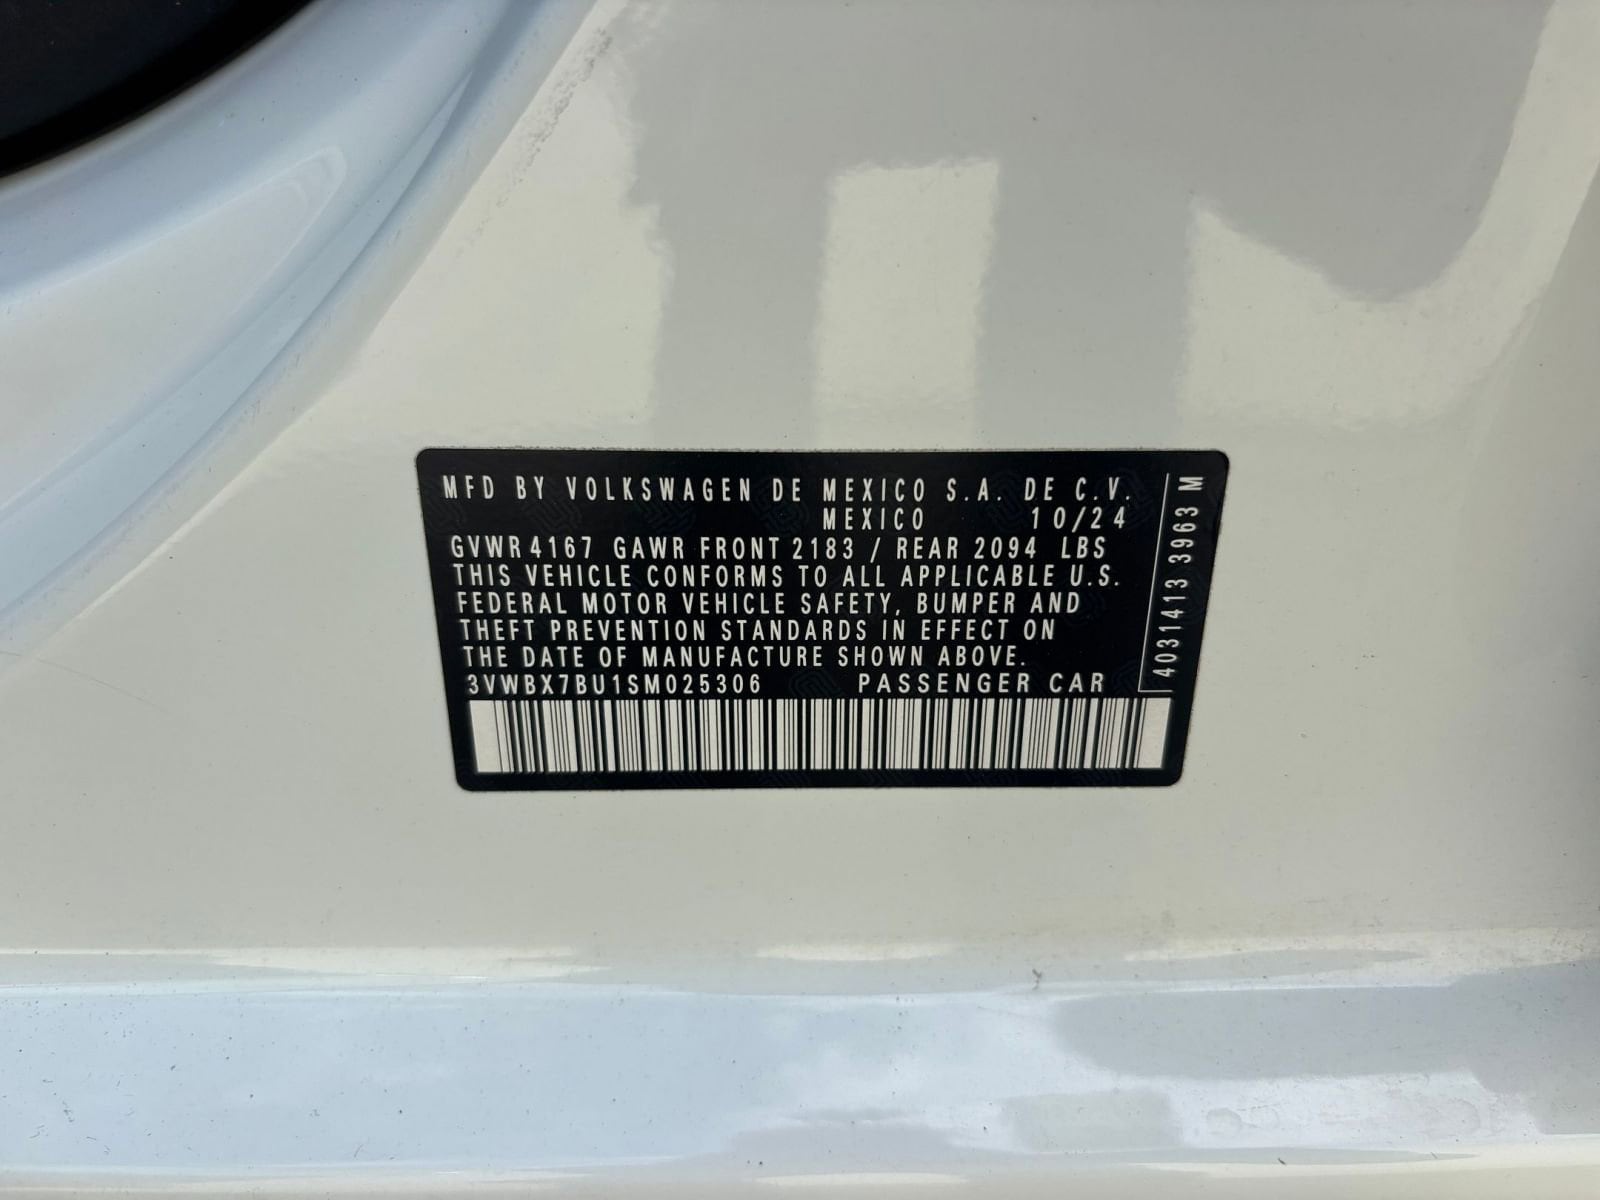 MFD BY VOLKSWAGEN DE MEXICO S.A. DE C.V.
MEXICO 10/24
GVWR 4167 GAWR FRONT 2183 / REAR 2094 LBS
THIS VEHICLE CONFORMS TO ALL APPLICABLE U.S.
FEDERAL MOTOR VEHICLE SAFETY, BUMPER AND
THEFT PREVENTION STANDARDS IN EFFECT ON
THE DATE OF MANUFACTURE SHOWN ABOVE.
3VWBX7BU1SM025306 PASSENGER CAR
4031413 3963 M